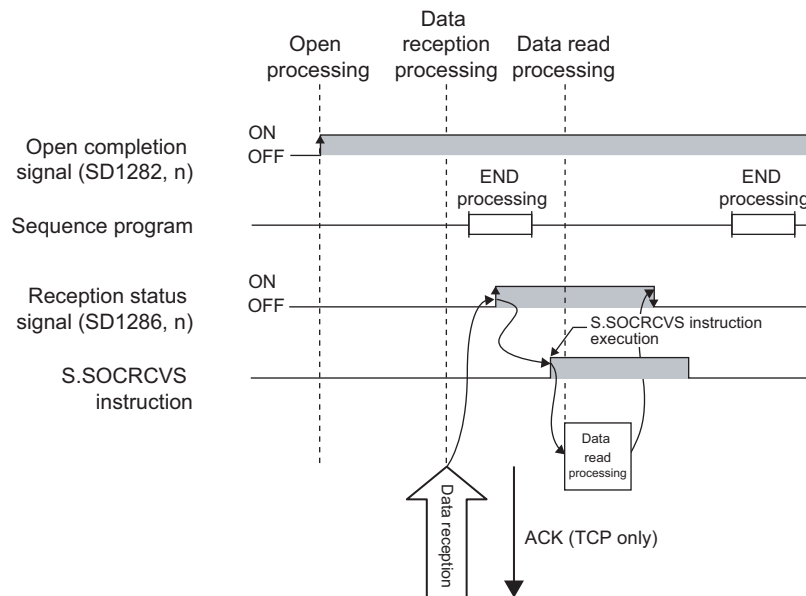 Open
processing
Data
reception
processing
Data read
processing
Open completion
signal (SD1282, n)
ON
OFF
END
processing
END
processing
Sequence program
Reception status
signal (SD1286, n)
ON
OFF
S.SOCRCVS instruction
execution
S.SOCRCVS
instruction
Data
read
processing
Data reception
ACK (TCP only)